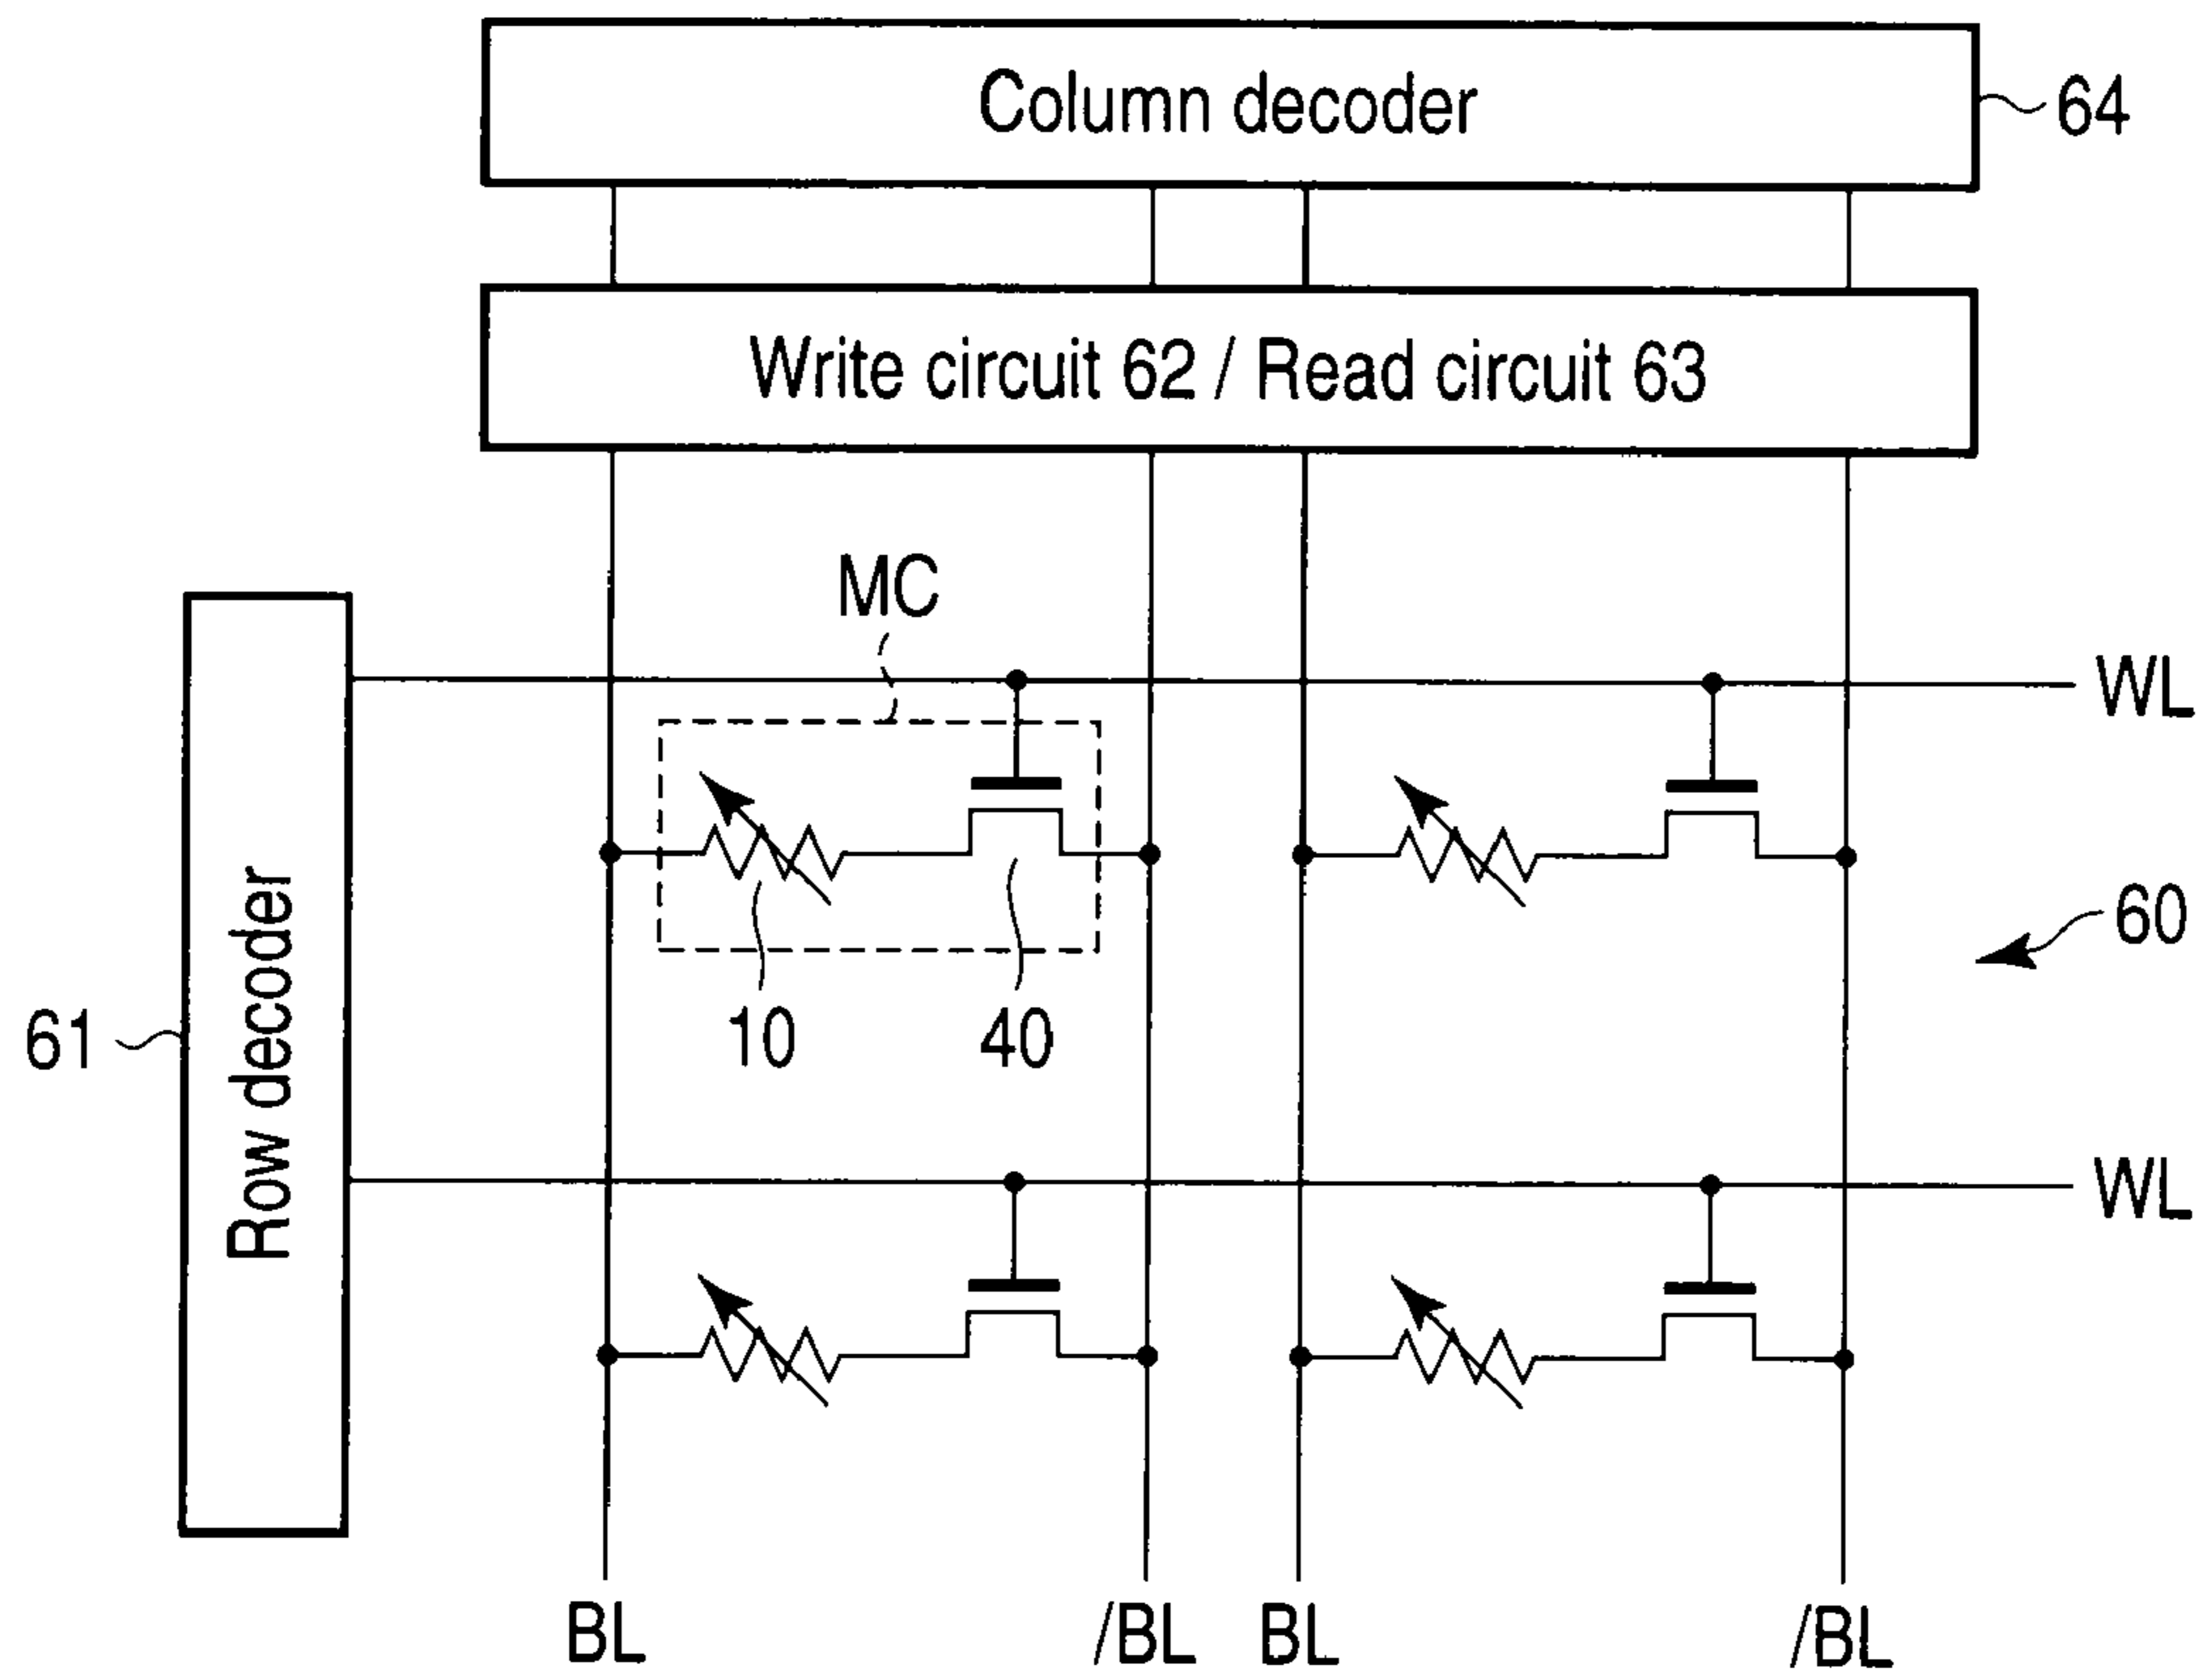 Column decoder
64
Write circuit 62 / Read circuit 63
MC
WL
60
10
40
61
Row decoder
WL
BL
/BL
BL
/BL